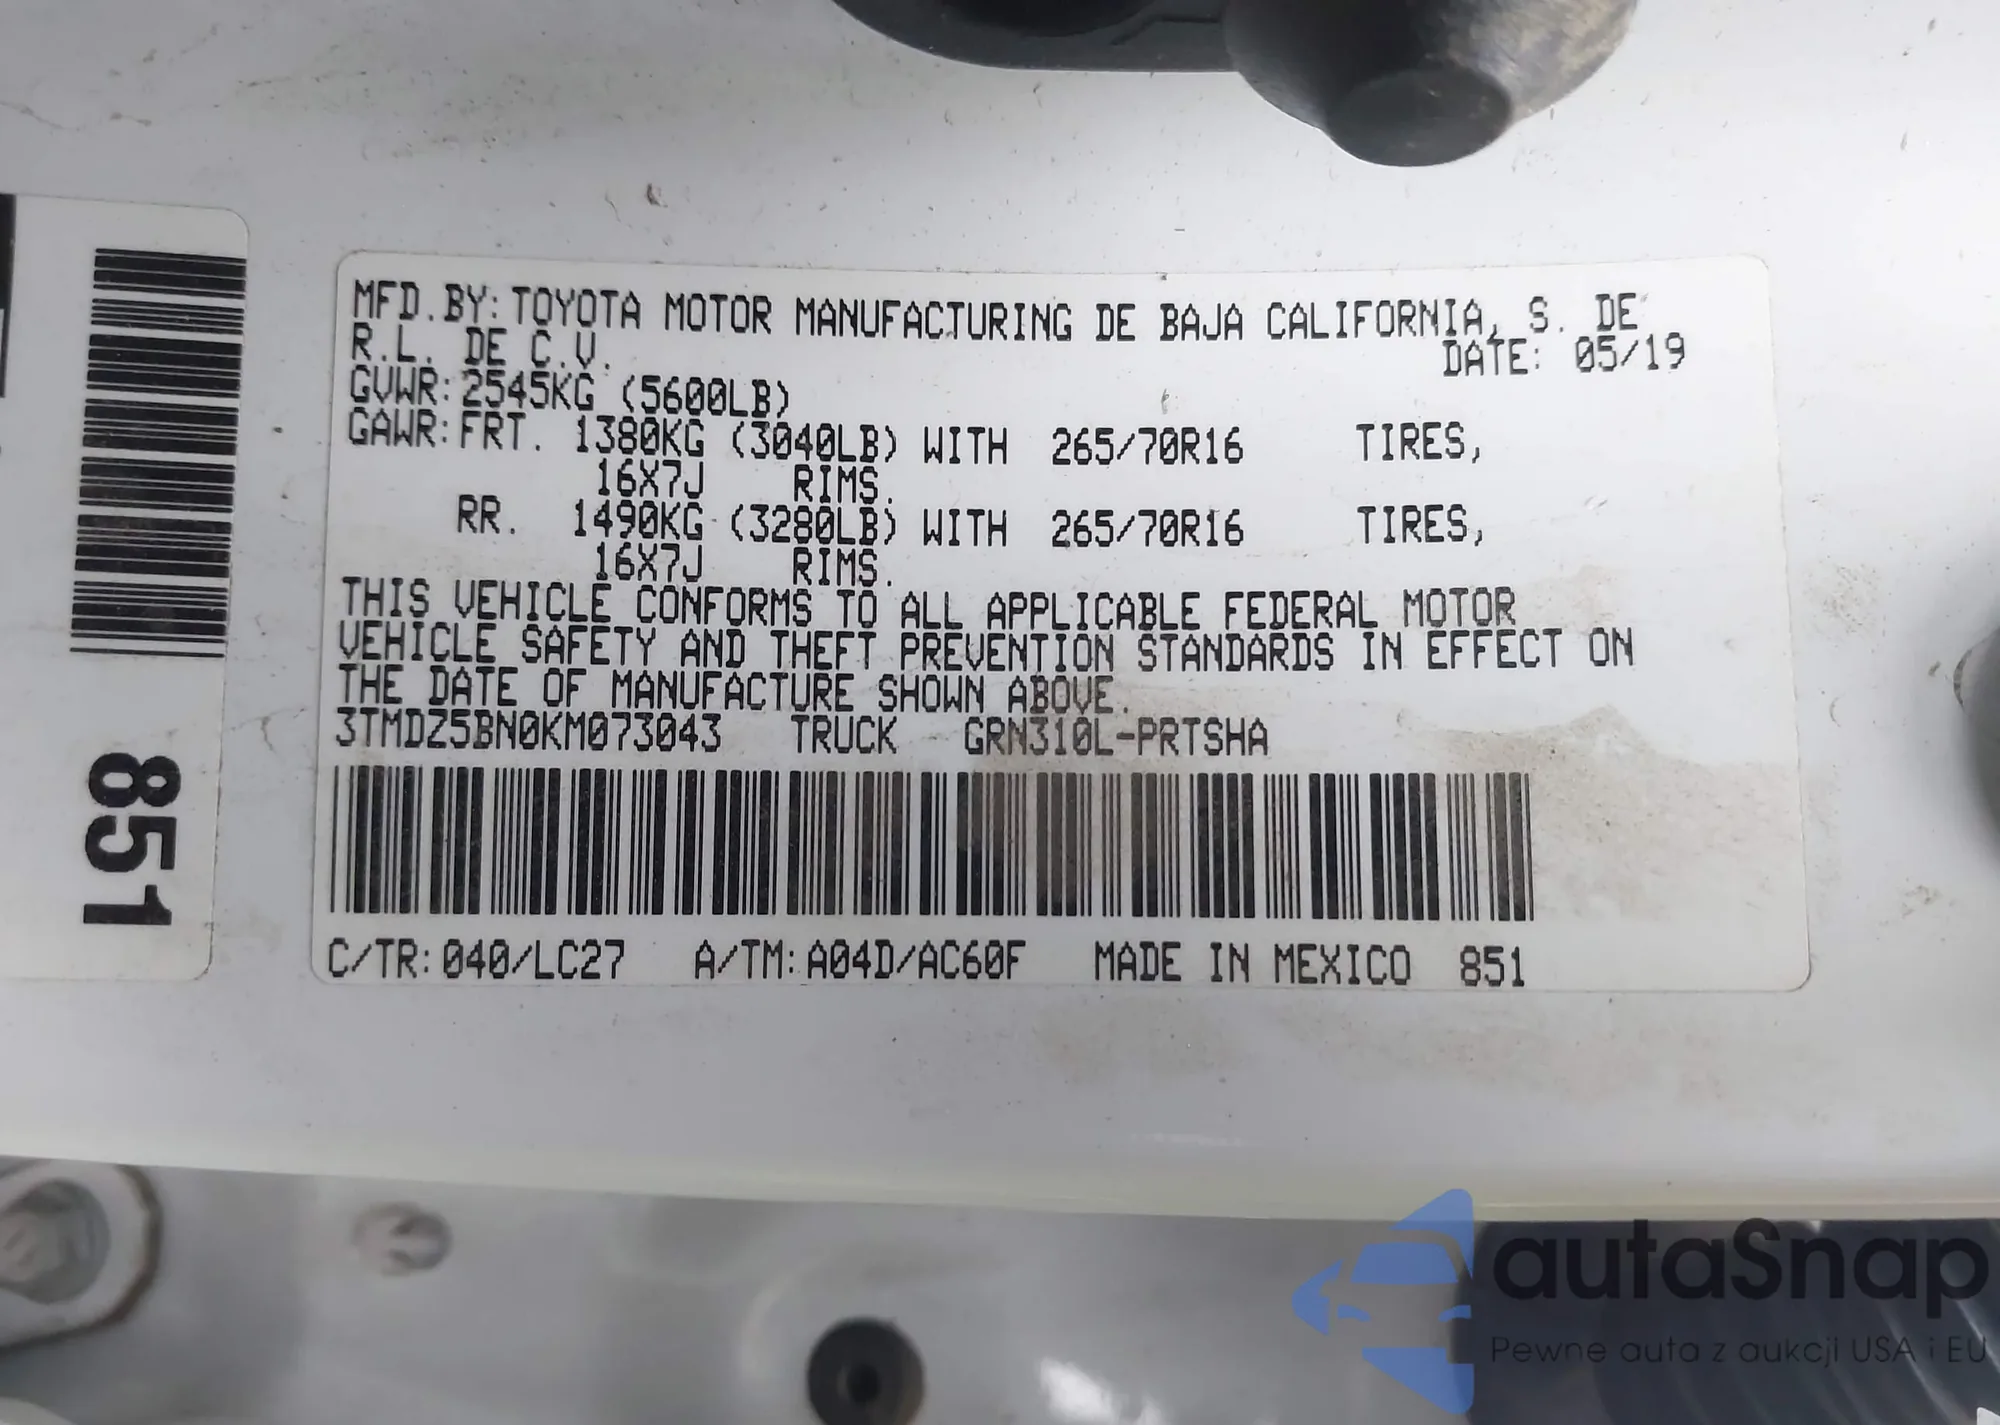 MFD.BY: TOYOTA MOTOR MANUFACTURING DE BAJA CALIFORNIA, S. DE
R.L. DE C.V. DATE: 05/19
GVWR: 2545KG (5600LB)
GAWR: FRT. 1380KG (3040LB) WITH 265/70R16 TIRES,
16X7J RIMS.
RR. 1490KG (3280LB) WITH 265/70R16 TIRES,
16X7J RIMS.
THIS VEHICLE CONFORMS TO ALL APPLICABLE FEDERAL MOTOR
VEHICLE SAFETY AND THEFT PREVENTION STANDARDS IN EFFECT ON
THE DATE OF MANUFACTURE SHOWN ABOVE.
3TMDZ5BN0KM073043 TRUCK GRN310L-PRTSHA
C/TR: 040/LC27 A/TM: A04D/AC60F MADE IN MEXICO 851
851
autaSnap
Pewne auta z aukcji USA i EU